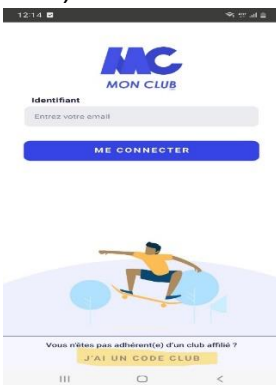 12:14
MC
MON CLUB
Identifiant
Entrez votre email
ME CONNECTER
Vous n'êtes pas adhérent(e) d'un club affilié ?
J'AI UN CODE CLUB